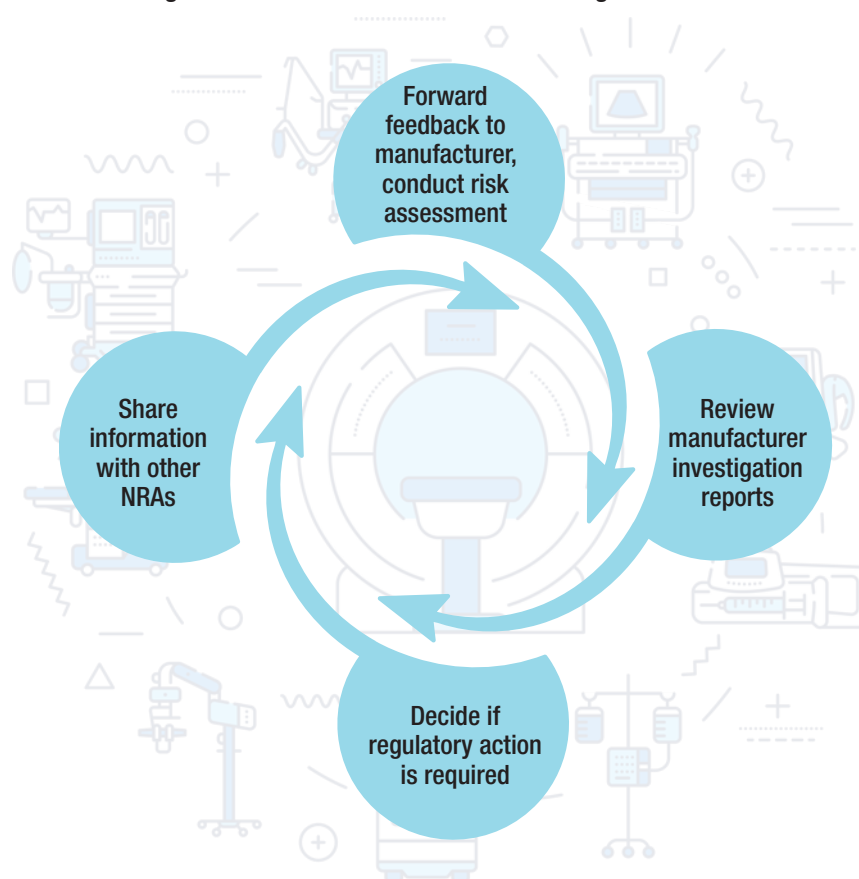 Forward
feedback to
manufacturer,
conduct risk
assessment
Share
information
with other
NRAs
Review
manufacturer
investigation
reports
Decide if
regulatory action
is required